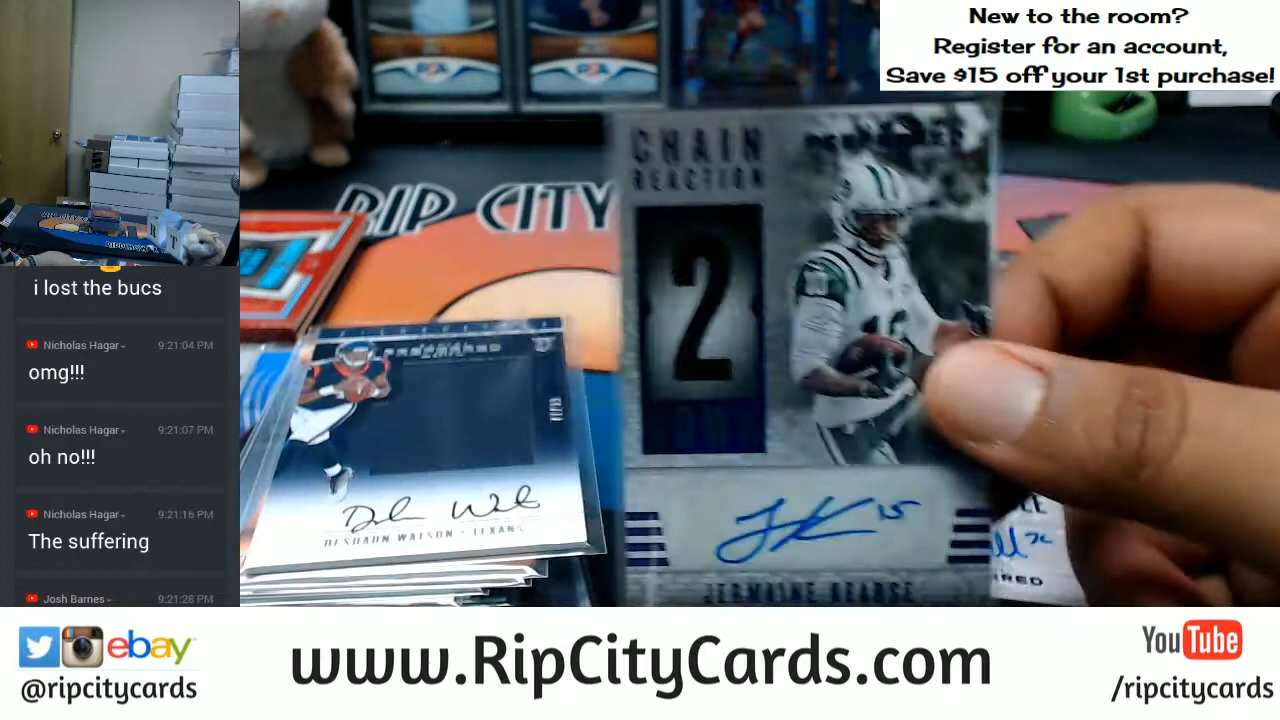 New to the room?
Register for an account,
Save $15 off your 1st purchase!
i lost the bucs
Nicholas Hagar 9:21:04 PM
omg!!!
Nicholas Hagar 9:21:07 PM
oh no!!!
Nicholas Hagar 9:21:16 PM
The suffering
Josh Barnes 9:21:28 PM
RIP CITY
CHAIN
REACTION
2
15
JERMAINE KEARSE
DESHAUN WATSON - TEXANS
ebay
@ripcitycards
www.RipCityCards.com
YouTube
/ripcitycards